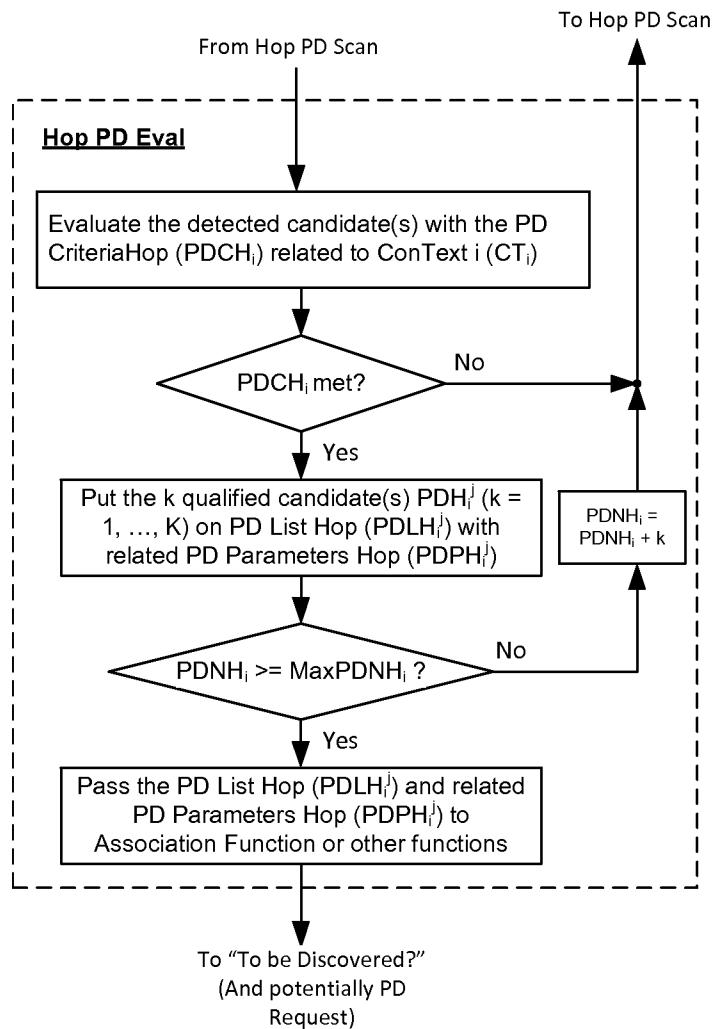 To Hop PD Scan
From Hop PD Scan
Hop PD Eval
Evaluate the detected candidate(s) with the PD
CriteriaHop (PDCHᵢ) related to ConText i (CTᵢ)
PDCHᵢ met?
No
Yes
Put the k qualified candidate(s) PDHᵢʲ (k =
1, …, K) on PD List Hop (PDLHᵢʲ) with
related PD Parameters Hop (PDPHᵢʲ)
PDNHᵢ =
PDNHᵢ + k
PDNHᵢ >= MaxPDNHᵢ ?
No
Yes
Pass the PD List Hop (PDLHᵢʲ) and related
PD Parameters Hop (PDPHᵢʲ) to
Association Function or other functions
To “To be Discovered?”
(And potentially PD
Request)